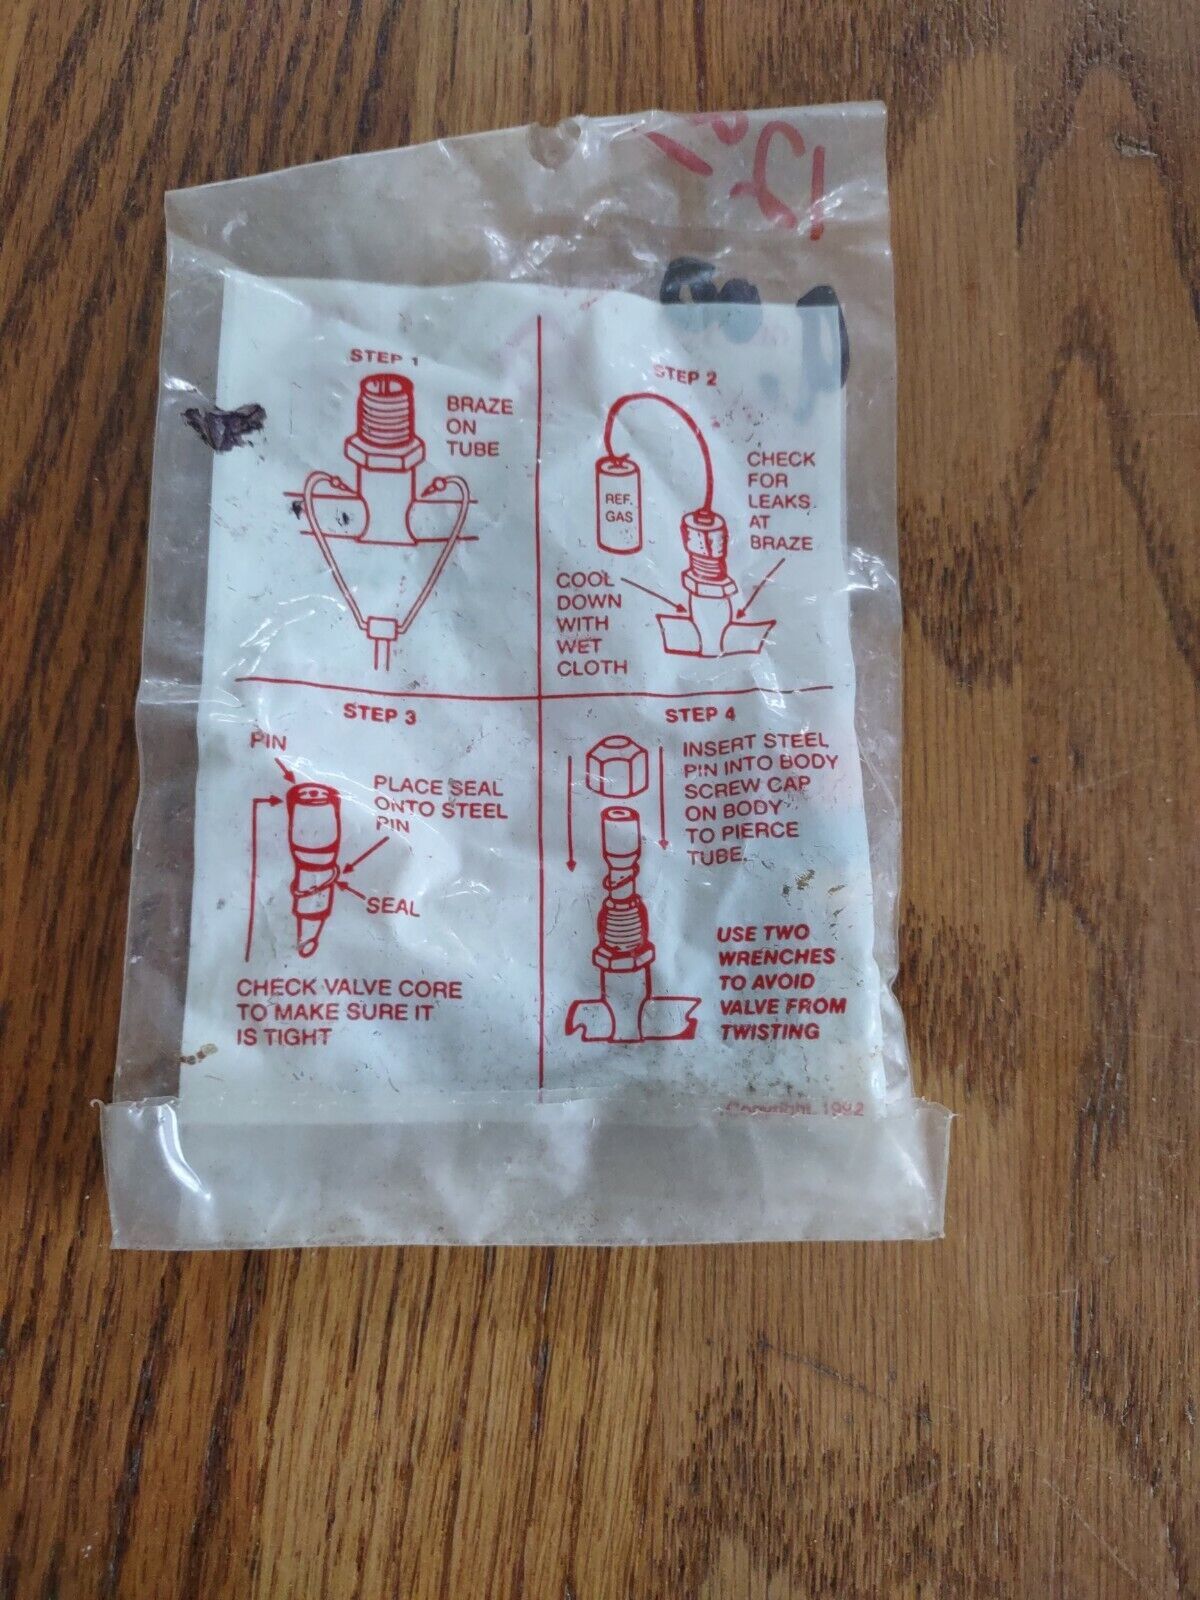 STEP 1
BRAZE
ON
TUBE
STEP 2
REF.
GAS
CHECK
FOR
LEAKS
AT
BRAZE
COOL
DOWN
WITH
WET
CLOTH
STEP 3
PIN
PLACE SEAL
ONTO STEEL
PIN
SEAL
CHECK VALVE CORE
TO MAKE SURE IT
IS TIGHT
STEP 4
INSERT STEEL
PIN INTO BODY
SCREW CAP
ON BODY
TO PIERCE
TUBE.
USE TWO
WRENCHES
TO AVOID
VALVE FROM
TWISTING
Copyright 1992